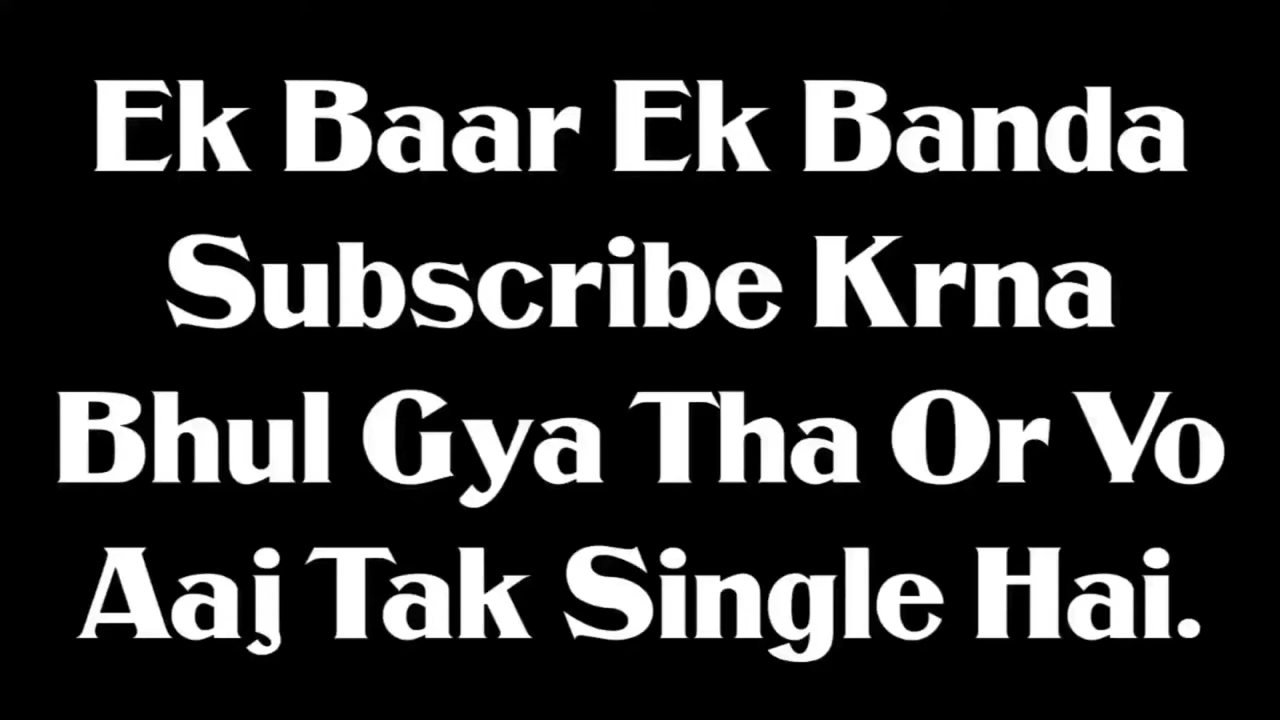 Ek Baar Ek Banda
Subscribe Krna
Bhul Gya Tha Or Vo
Aaj Tak Single Hai.